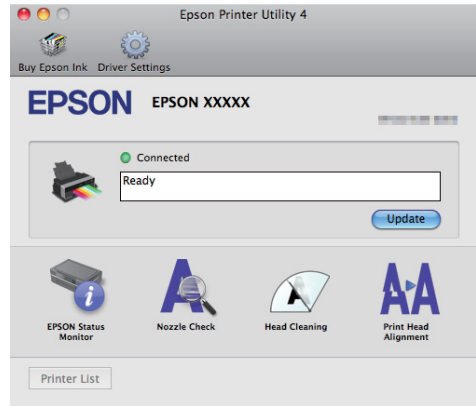 Epson Printer Utility 4
Buy Epson Ink Driver Settings
EPSON EPSON XXXXX
Connected
Ready
Update
EPSON Status
Monitor
Nozzle Check
Head Cleaning
Print Head
Alignment
Printer List